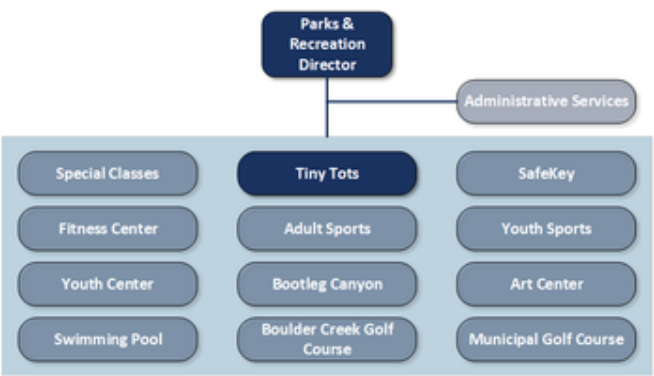 Parks &
Recreation
Director
Administrative Services
Special Classes
Tiny Tots
SafeKey
Fitness Center
Adult Sports
Youth Sports
Youth Center
Bootleg Canyon
Art Center
Swimming Pool
Boulder Creek Golf
Course
Municipal Golf Course